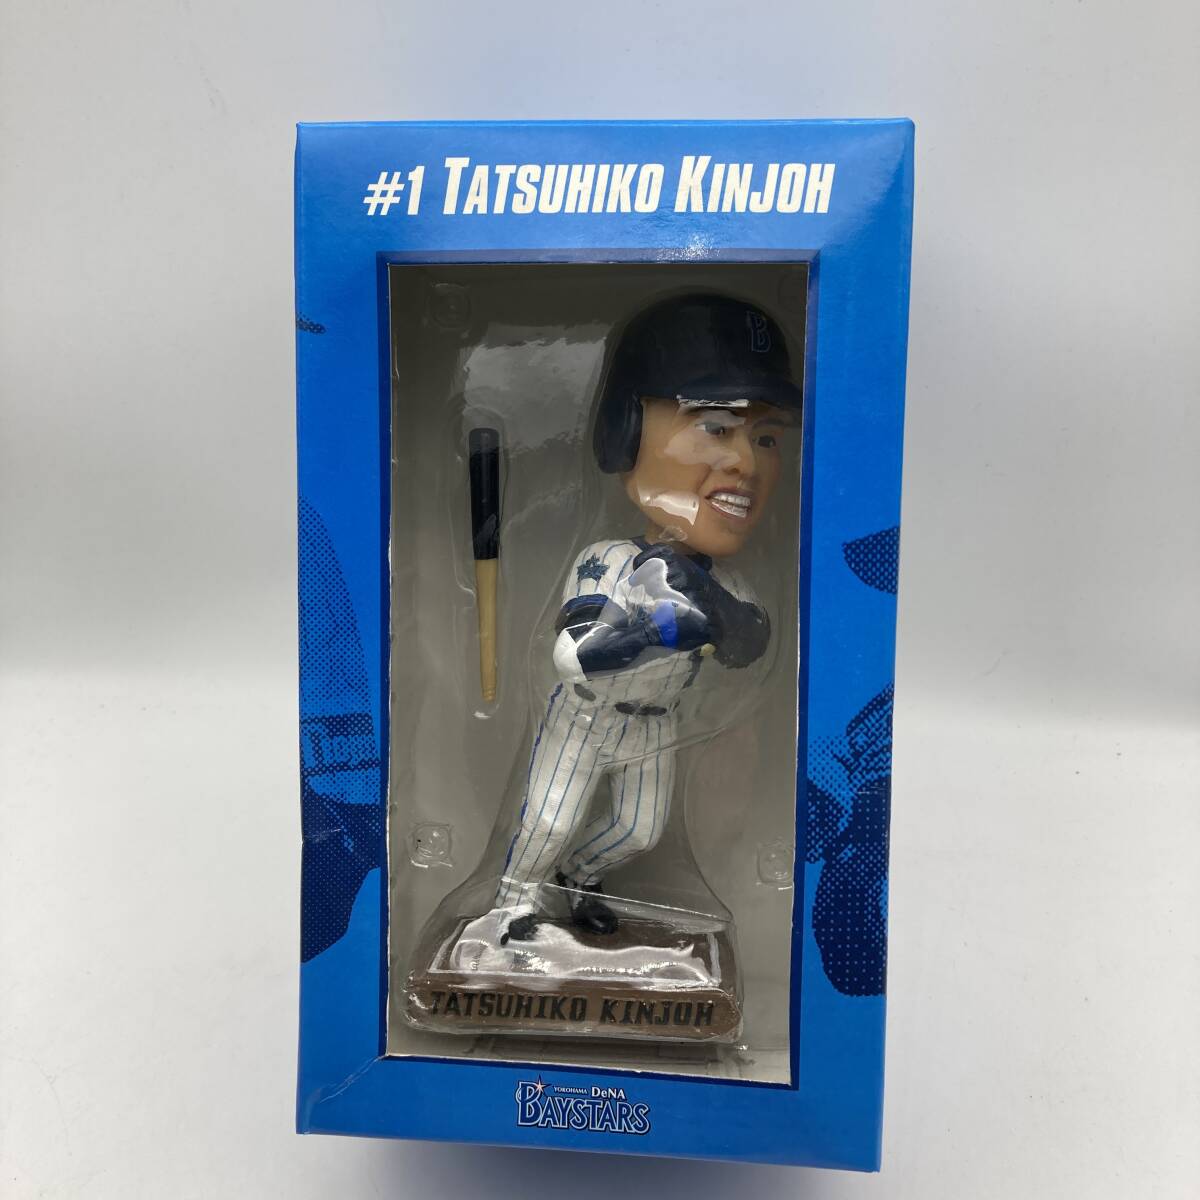 #1 TATSUHIKO KINJOH
B
TATSUHIKO KINJOH
YOKOHAMA DeNA
BAYSTARS